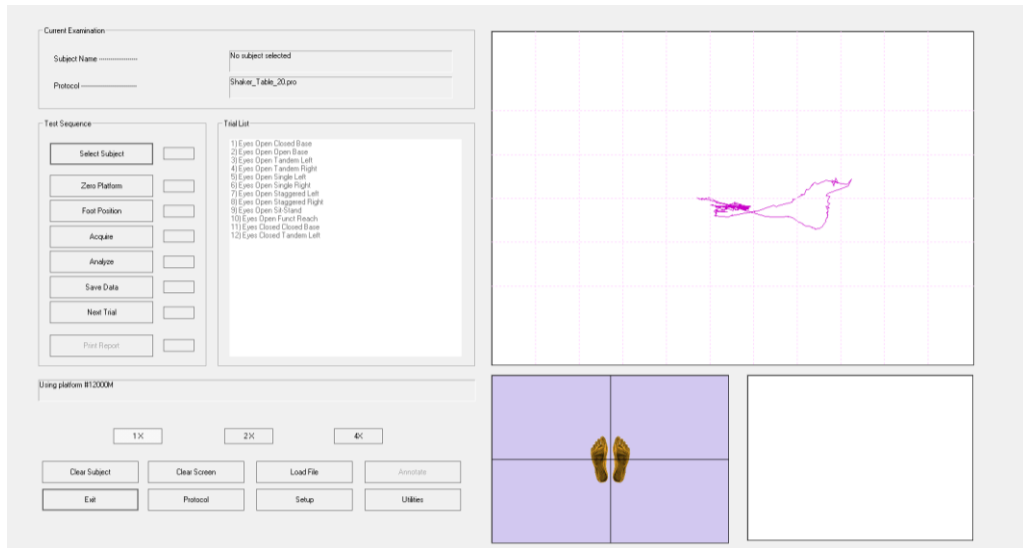 Current Examination
Subject Name -----------------
No subject selected
Protocol -------------------------
Shaker_Table_20.pro
Test Sequence
Select Subject
Zero Platform
Foot Position
Acquire
Analyze
Save Data
Next Trial
Print Report
Trial List
1) Eyes Open Closed Base
2) Eyes Open Open Base
3) Eyes Open Tandem Left
4) Eyes Open Tandem Right
5) Eyes Open Single Left
6) Eyes Open Single Right
7) Eyes Open Staggered Left
8) Eyes Open Staggered Right
9) Eyes Open Sit-Stand
10) Eyes Open Funct Reach
11) Eyes Closed Closed Base
12) Eyes Closed Tandem Left
Using platform #12000M
1X 2X 4X
Clear Subject Clear Screen Load File Annotate
Exit Protocol Setup Utilities